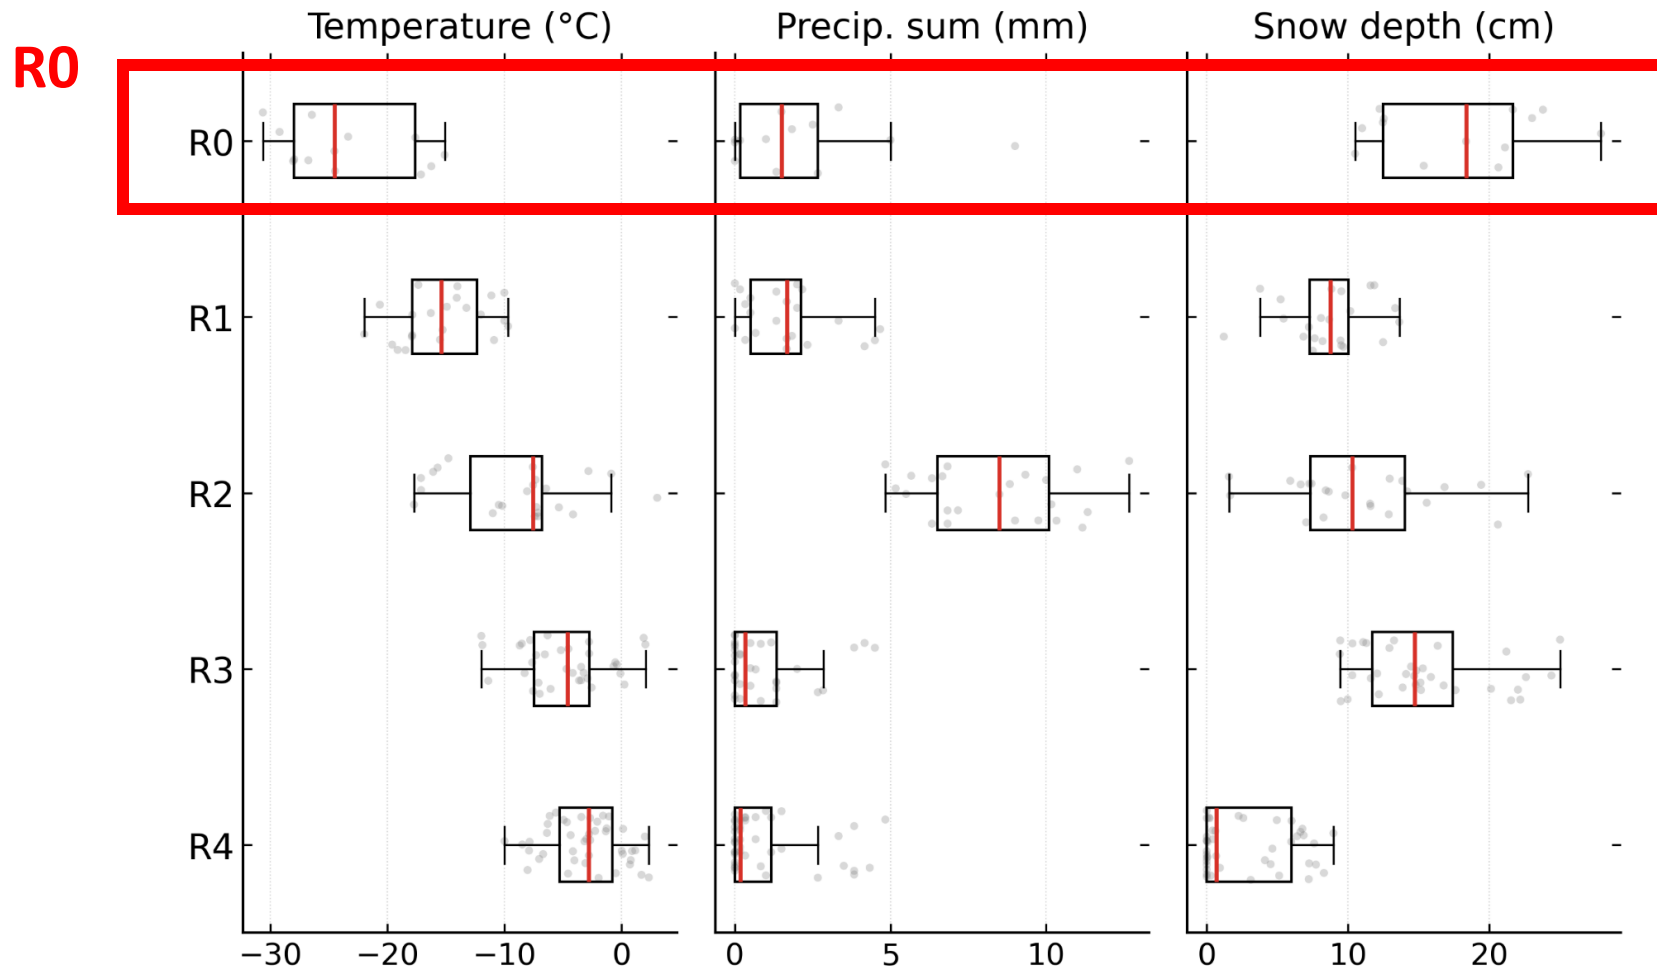 Temperature (°C) Precip. sum (mm) Snow depth (cm)
R0
R0
R1
R2
R3
R4
−30 −20 −10 0 0 5 10 0 10 20